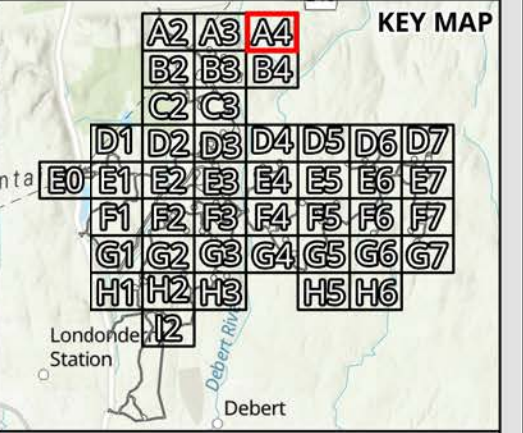 KEY MAP
A2 A3 A4
B2 B3 B4
C2 C3
D1 D2 D3 D4 D5 D6 D7
E0 E1 E2 E3 E4 E5 E6 E7
F1 F2 F3 F4 F5 F6 F7
G1 G2 G3 G4 G5 G6 G7
H1 H2 H3 H5 H6
I2
Station
Debert
Debert